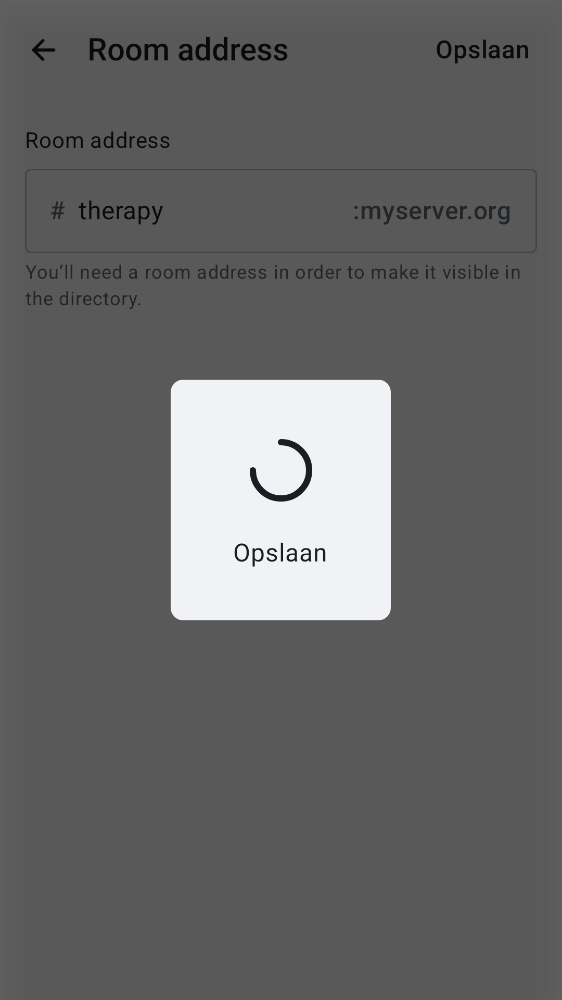 Room address
Opslaan
Room address
# therapy :myserver.org
You'll need a room address in order to make it visible in
the directory.
Opslaan